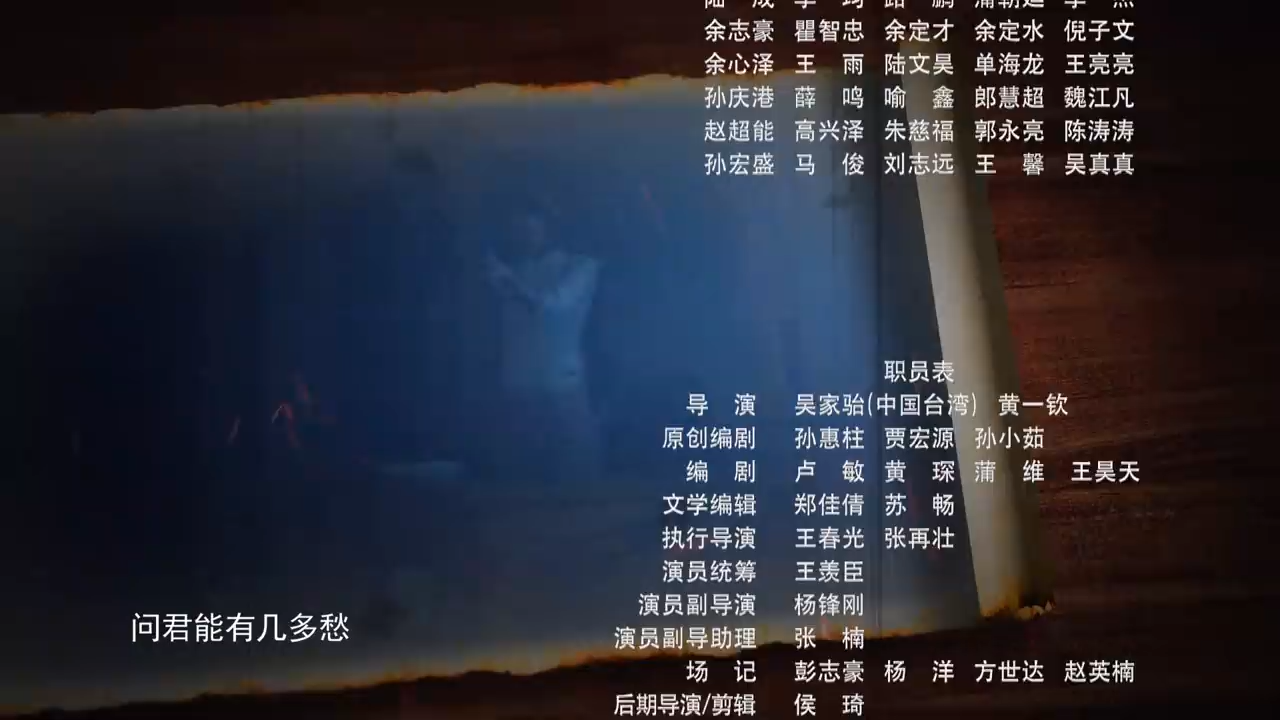 余志豪 瞿智忠 余定才 余定水 倪子文
余心泽 王 雨 陆文昊 单海龙 王亮亮
孙庆港 薛 鸣 喻 鑫 郎慧超 魏江凡
赵超能 高兴泽 朱慈福 郭永亮 陈涛涛
孙宏盛 马 俊 刘志远 王 馨 吴真真
职员表
导 演 吴家骀(中国台湾) 黄一钦
原创编剧 孙惠柱 贾宏源 孙小茹
编 剧 卢 敏 黄 琛 蒲 维 王昊天
文学编辑 郑佳倩 苏 畅
执行导演 王春光 张再壮
演员统筹 王羡臣
演员副导演 杨锋刚
问君能有几多愁
演员副导助理 张 楠
场 记 彭志豪 杨 洋 方世达 赵英楠
后期导演/剪辑 侯 琦